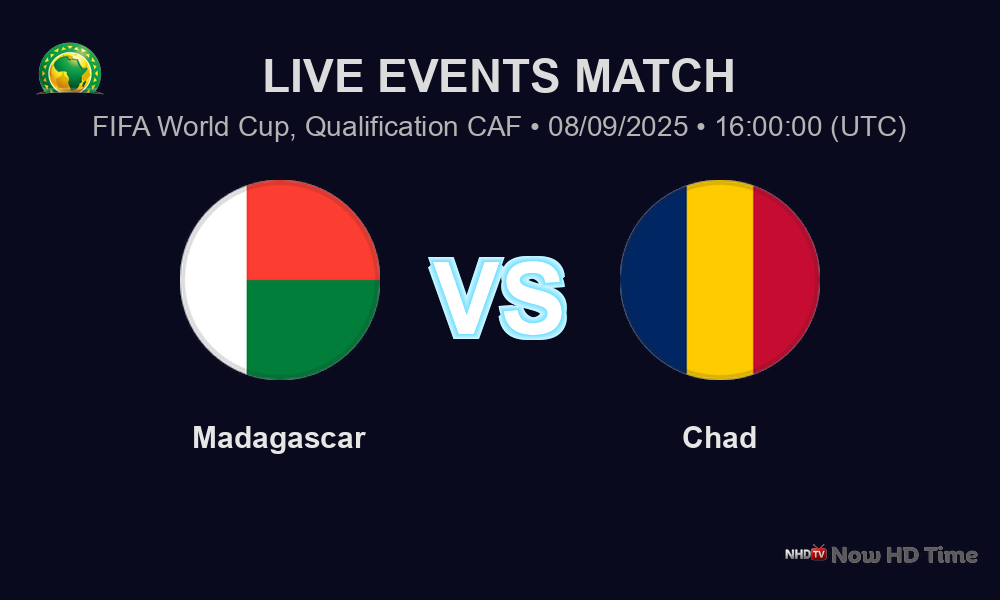 LIVE EVENTS MATCH
FIFA World Cup, Qualification CAF • 08/09/2025 • 16:00:00 (UTC)
VS
Madagascar
Chad
NHDTV Now HD Time